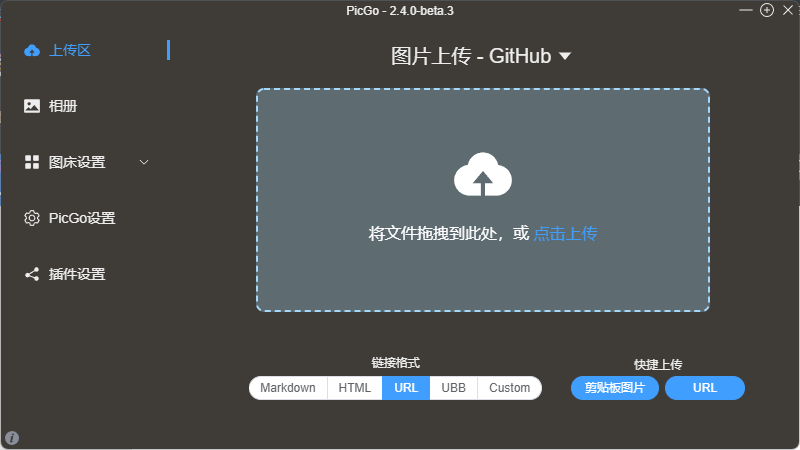 PicGo - 2.4.0-beta.3
上传区
相册
图床设置
PicGo设置
插件设置
图片上传 - GitHub
将文件拖拽到此处，或 点击上传
链接格式
Markdown HTML URL UBB Custom
快捷上传
剪贴板图片 URL